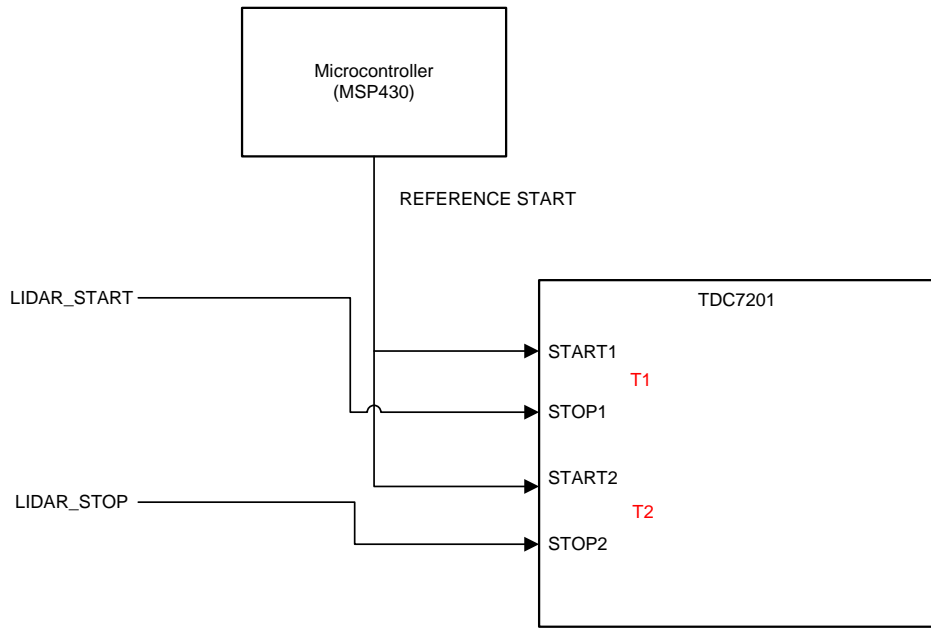 Microcontroller
(MSP430)
REFERENCE START
LIDAR_START
TDC7201
START1
T1
STOP1
START2
LIDAR_STOP
T2
STOP2